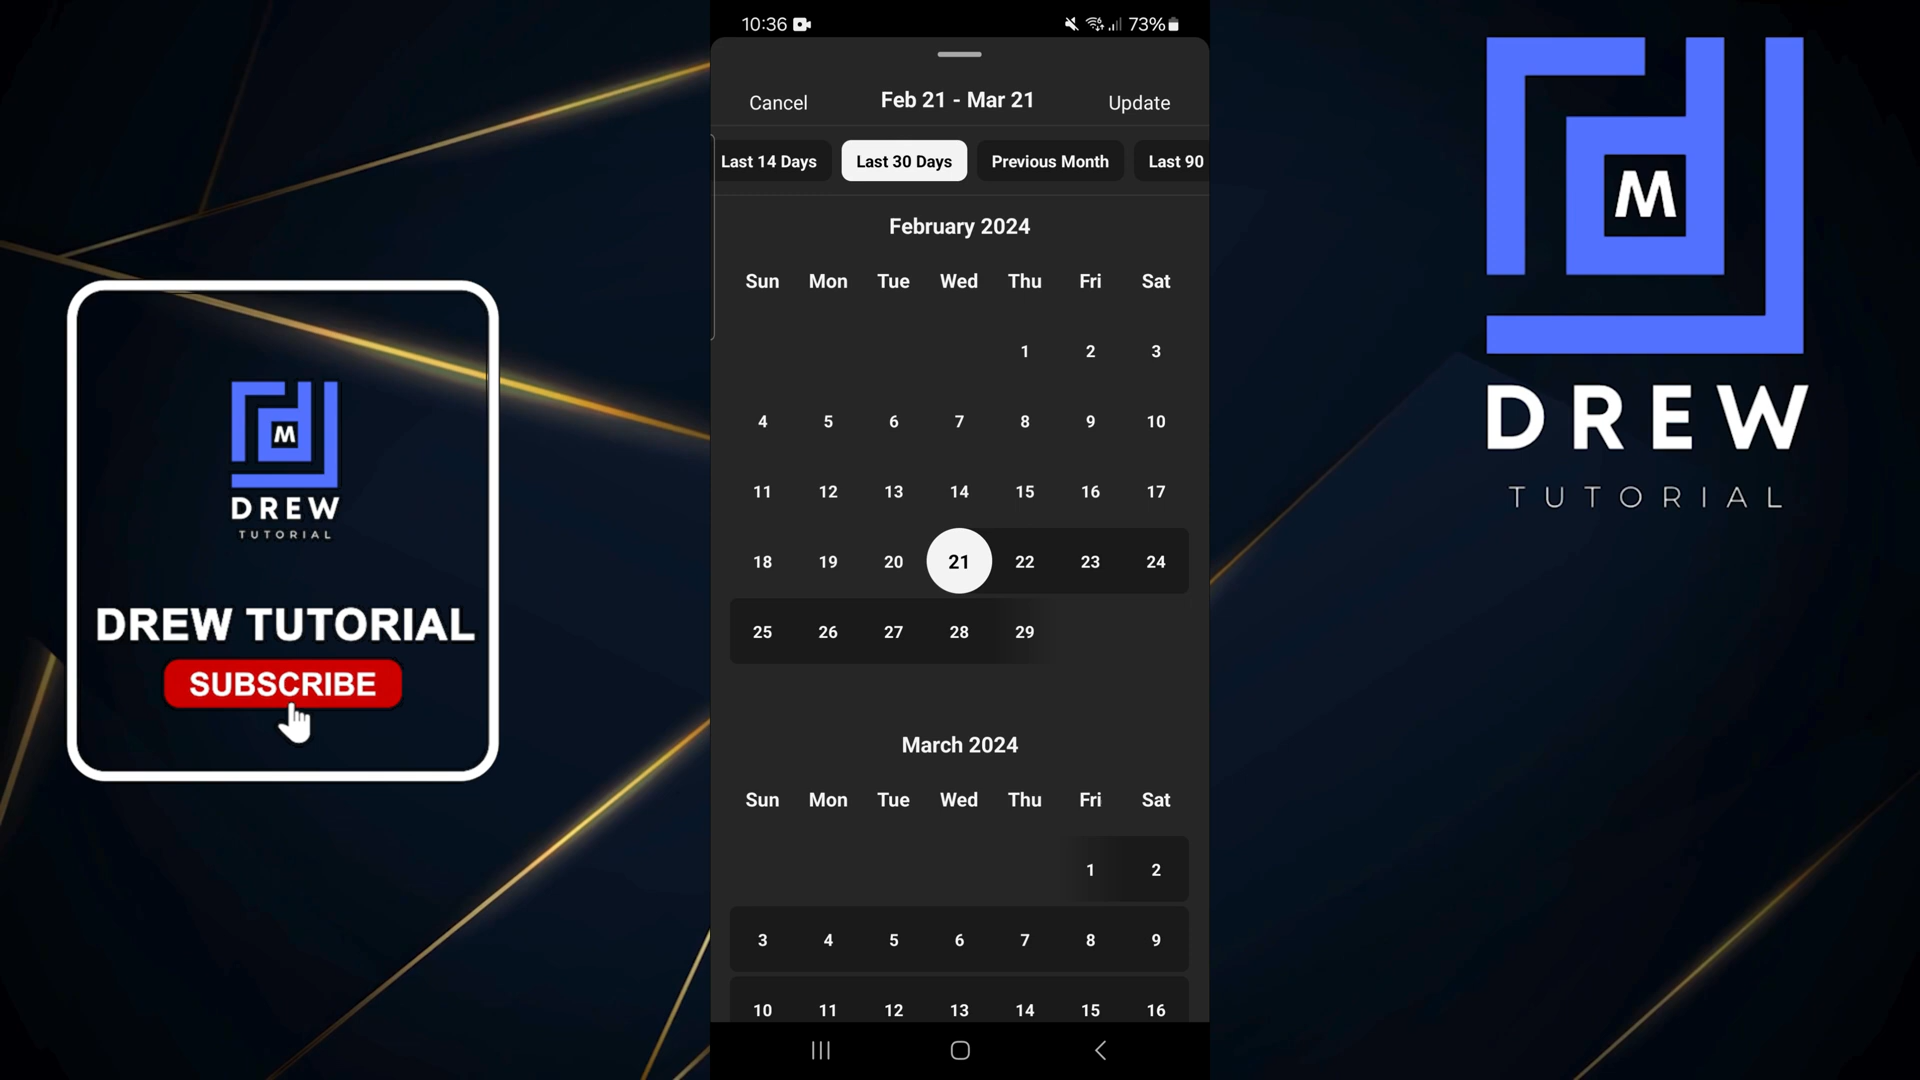 10:36
73%
Cancel
Feb 21 - Mar 21
Update
Last 14 Days
Last 30 Days
Previous Month
Last 90
February 2024
Sun Mon Tue Wed Thu Fri Sat
1 2 3
4 5 6 7 8 9 10
11 12 13 14 15 16 17
18 19 20 21 22 23 24
25 26 27 28 29
March 2024
Sun Mon Tue Wed Thu Fri Sat
1 2
3 4 5 6 7 8 9
10 11 12 13 14 15 16
M
DREW
TUTORIAL
DREW TUTORIAL
SUBSCRIBE
M
DREW
TUTORIAL